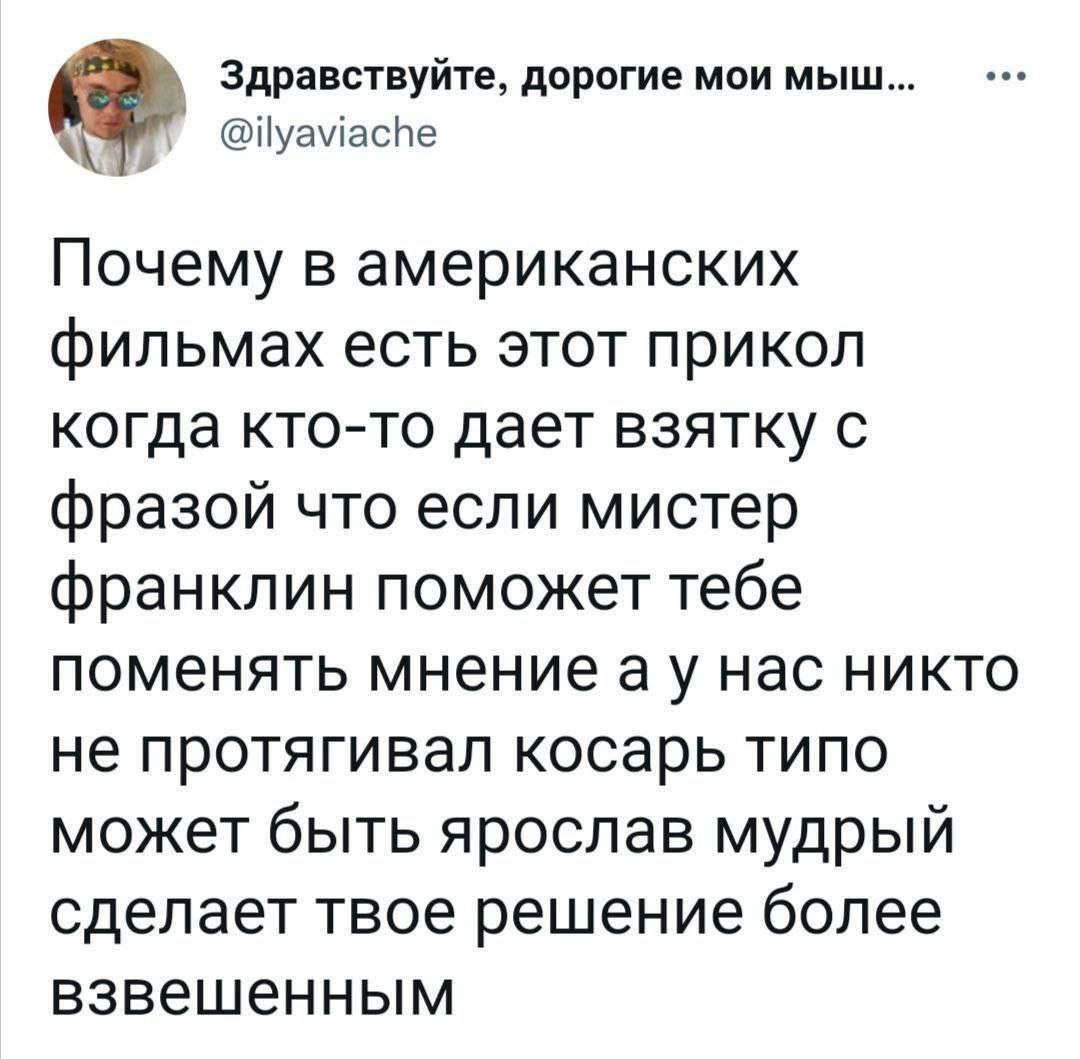 Здравствуйте, дорогие мои мыш...
@ilyaviache
Почему в американских
фильмах есть этот прикол
когда кто-то дает взятку с
фразой что если мистер
франклин поможет тебе
поменять мнение а у нас никто
не протягивал косарь типо
может быть ярослав мудрый
сделает твое решение более
взвешенным